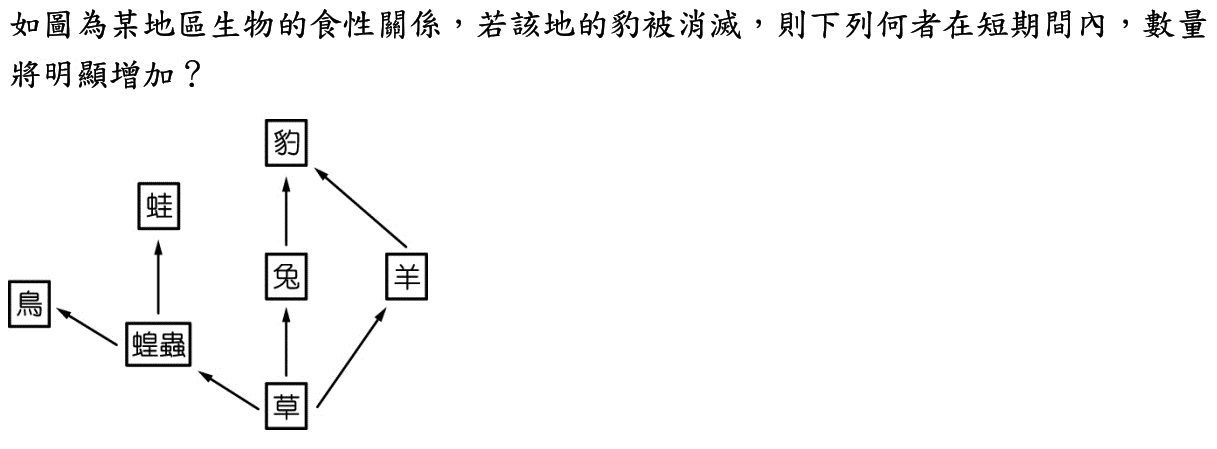 如圖為某地區生物的食性關係，若該地的豹被消滅，則下列何者在短期間內，數量
將明顯增加？
豹
蛙
兔
羊
鳥
蝗蟲
草